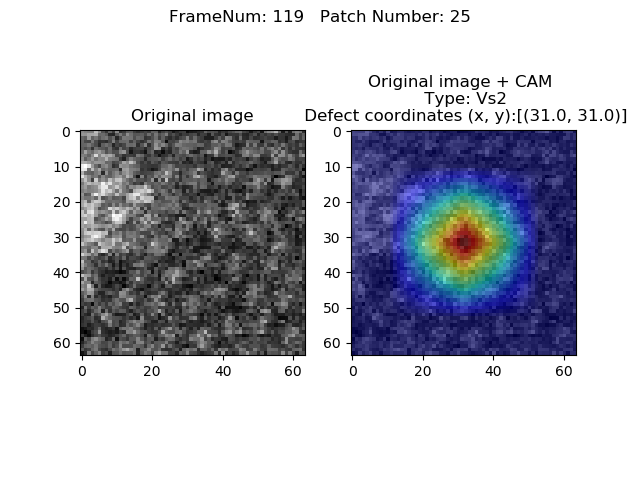 FrameNum: 119   Patch Number: 25
Original image
0
10
20
30
40
50
60
0 20 40 60
Original image + CAM
Type: Vs2
Defect coordinates (x, y):[(31.0, 31.0)]
0
10
20
30
40
50
60
0 20 40 60